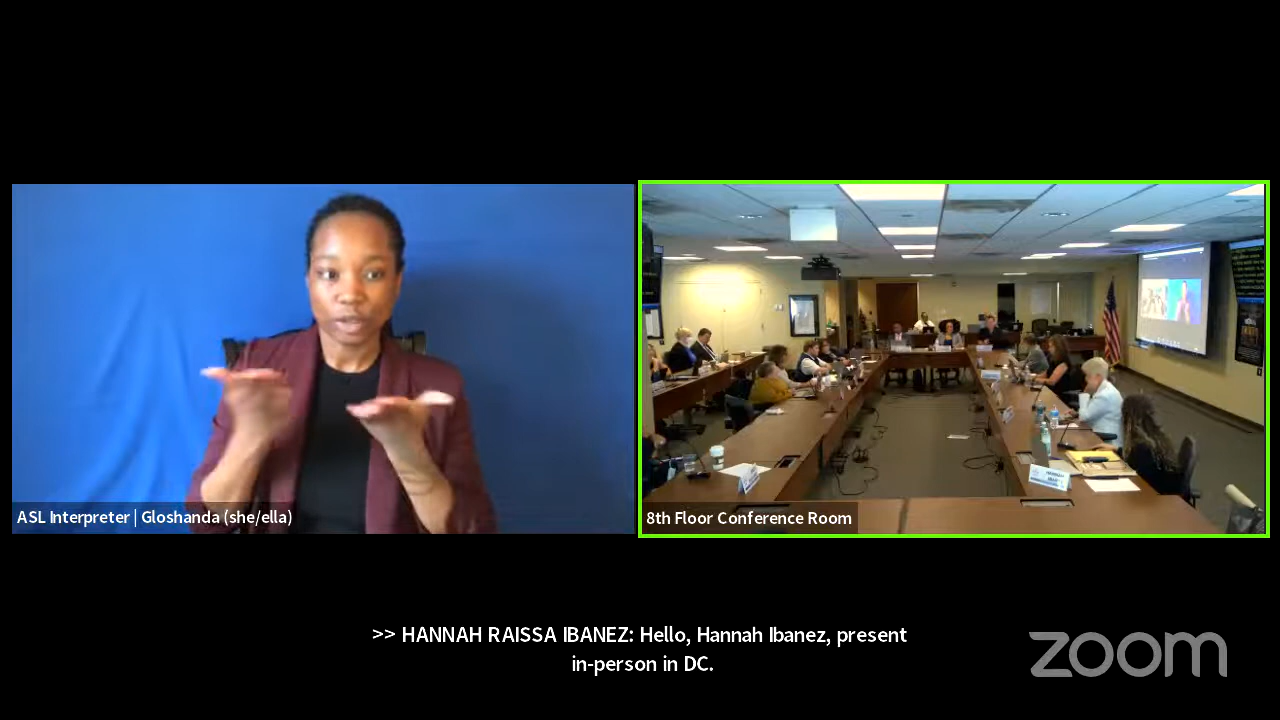 ASL Interpreter | Gloshanda (she/ella)
8th Floor Conference Room
>> HANNAH RAISSA IBANEZ: Hello, Hannah Ibanez, present
in-person in DC.
zoom